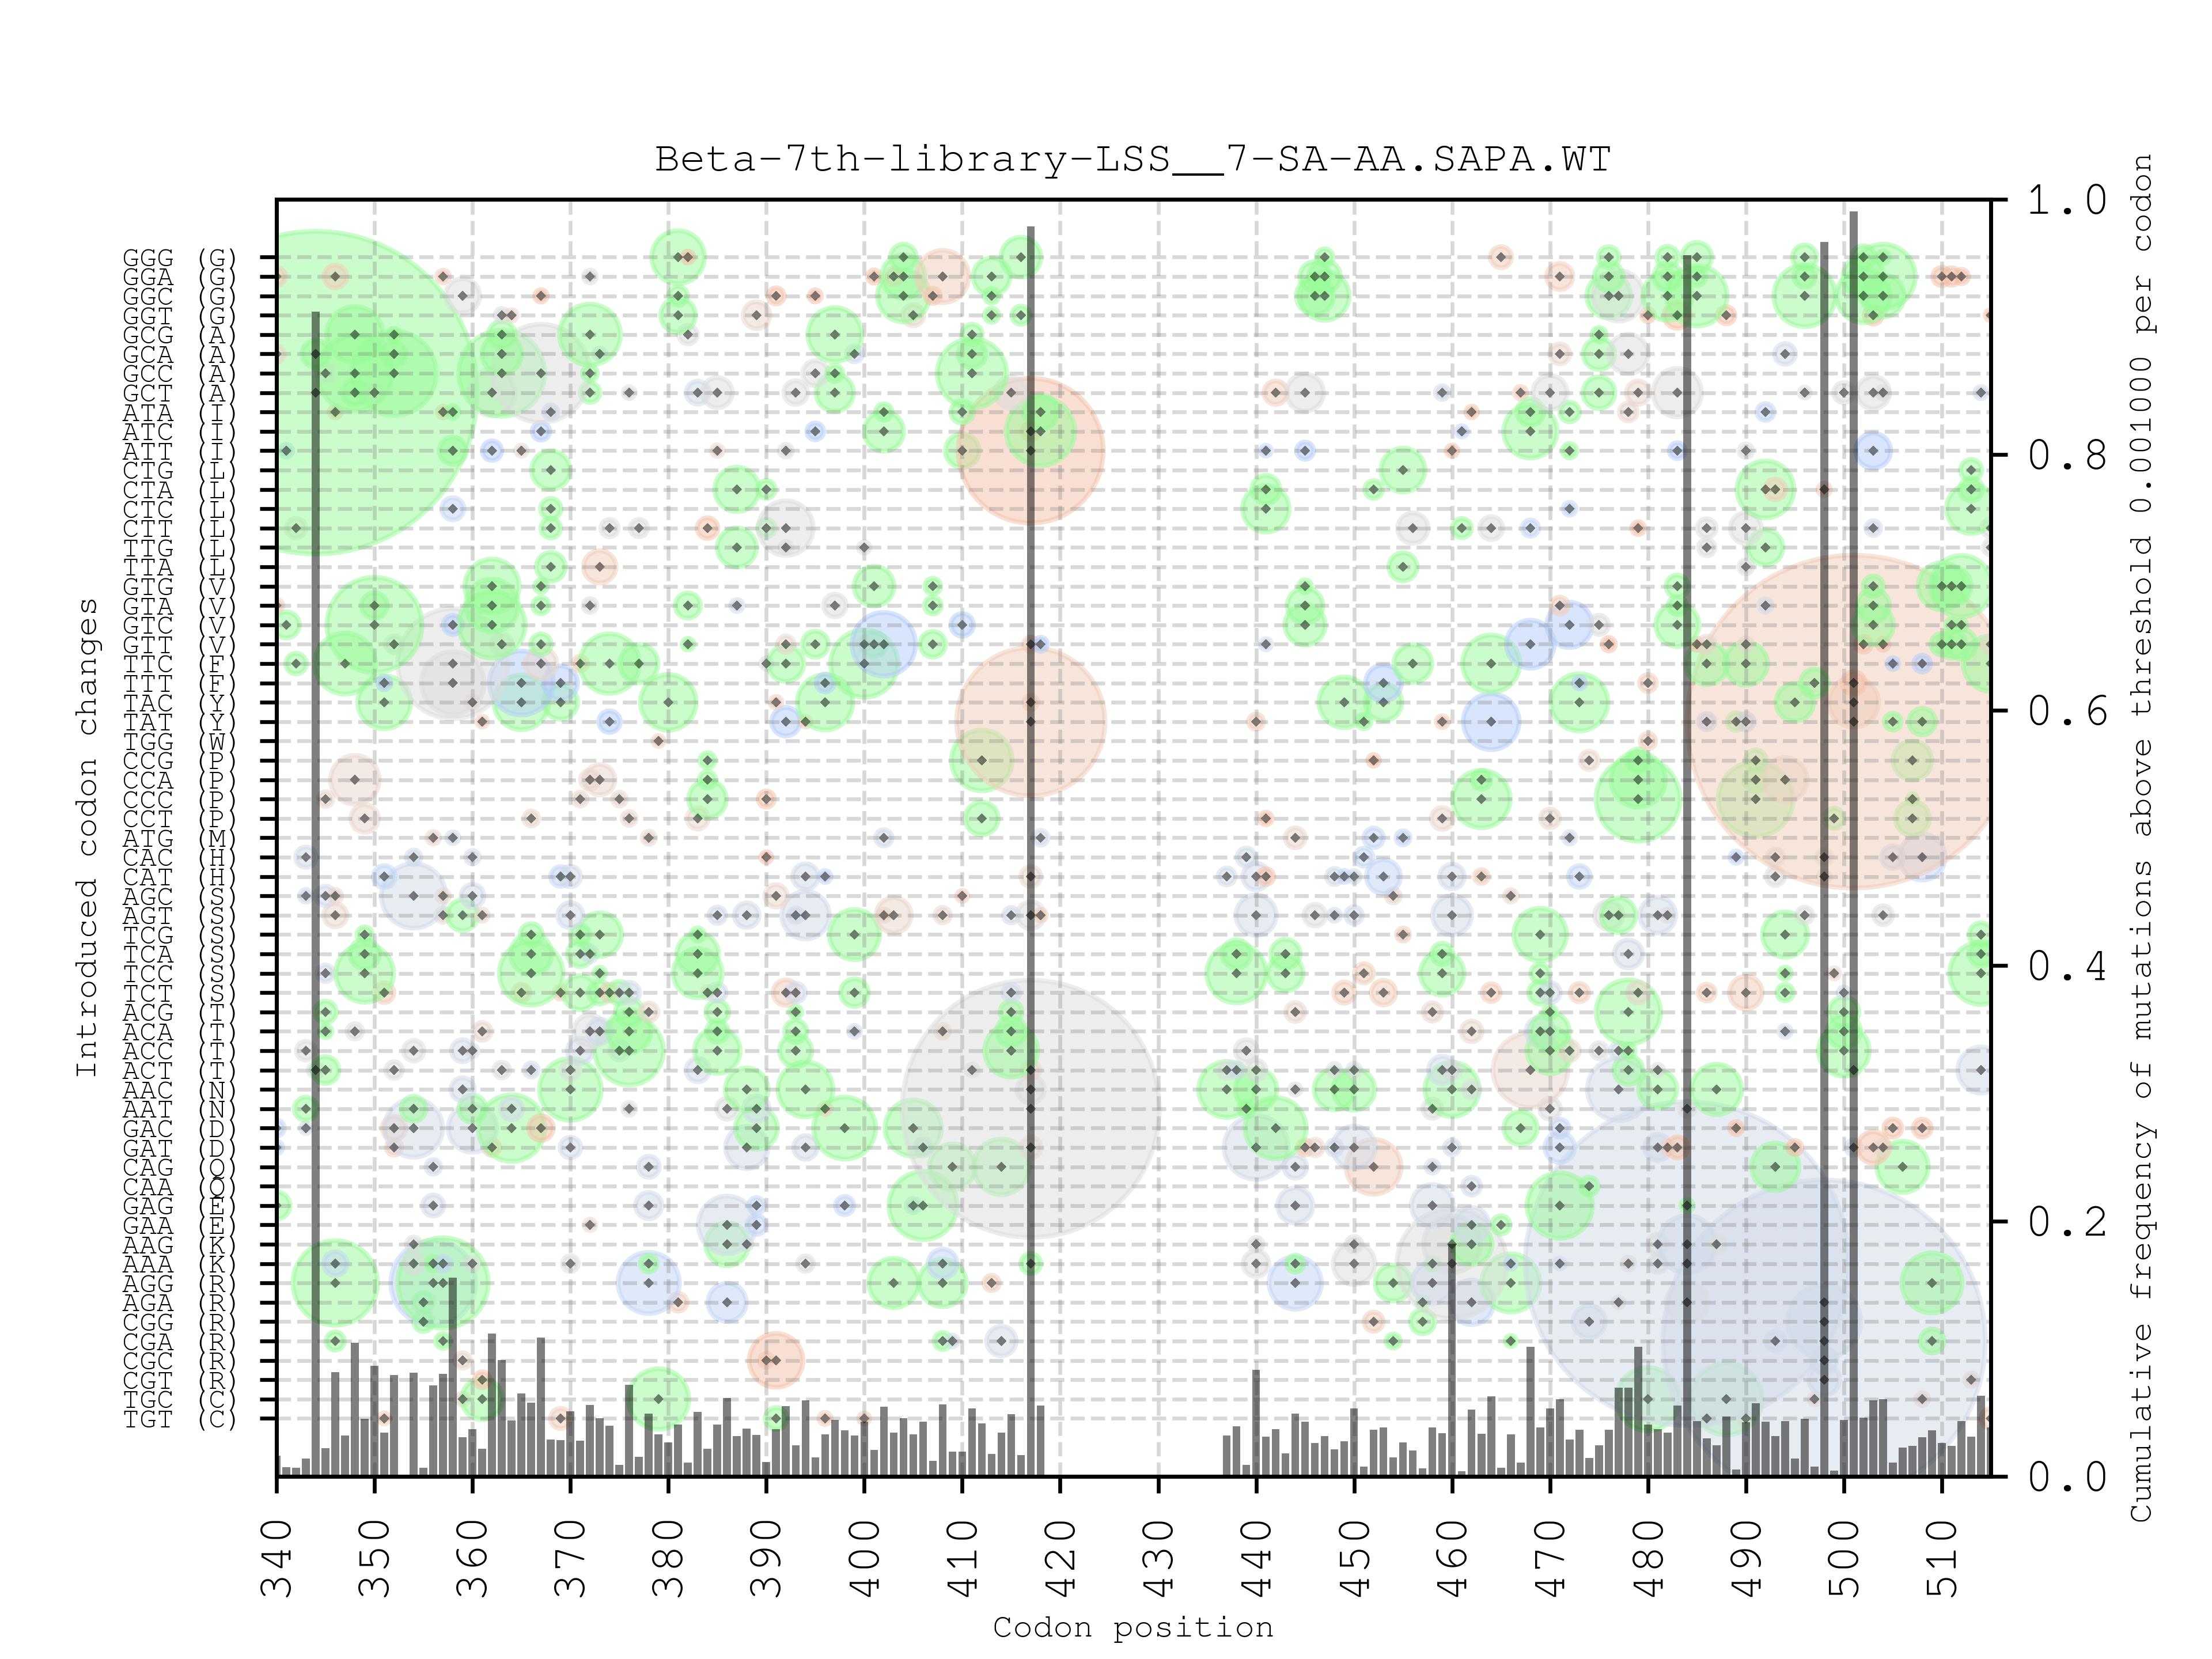 Beta-7th-library-LSS__7-SA-AA.SAPA.WT
Introduced codon changes
GGG (G)
GGA (G)
GGC (G)
GGT (G)
GCG (A)
GCA (A)
GCC (A)
GCT (A)
ATA (I)
ATC (I)
ATT (I)
CTG (L)
CTA (L)
CTC (L)
CTT (L)
TTG (L)
TTA (L)
GTG (V)
GTA (V)
GTC (V)
GTT (V)
TTC (F)
TTT (F)
TAC (Y)
TAT (Y)
TGG (W)
CCG (P)
CCA (P)
CCC (P)
CCT (P)
ATG (M)
CAC (H)
CAT (H)
AGC (S)
AGT (S)
TCG (S)
TCA (S)
TCC (S)
TCT (S)
ACG (T)
ACA (T)
ACC (T)
ACT (T)
AAC (N)
AAT (N)
GAC (D)
GAT (D)
CAG (Q)
CAA (Q)
GAG (E)
GAA (E)
AAG (K)
AAA (K)
AGG (R)
AGA (R)
CGG (R)
CGA (R)
CGC (R)
CGT (R)
TGC (C)
TGT (C)
1.0
0.8
0.6
0.4
0.2
0.0
Cumulative frequency of mutations above threshold 0.001000 per codon
340 350 360 370 380 390 400 410 420 430 440 450 460 470 480 490 500 510
Codon position